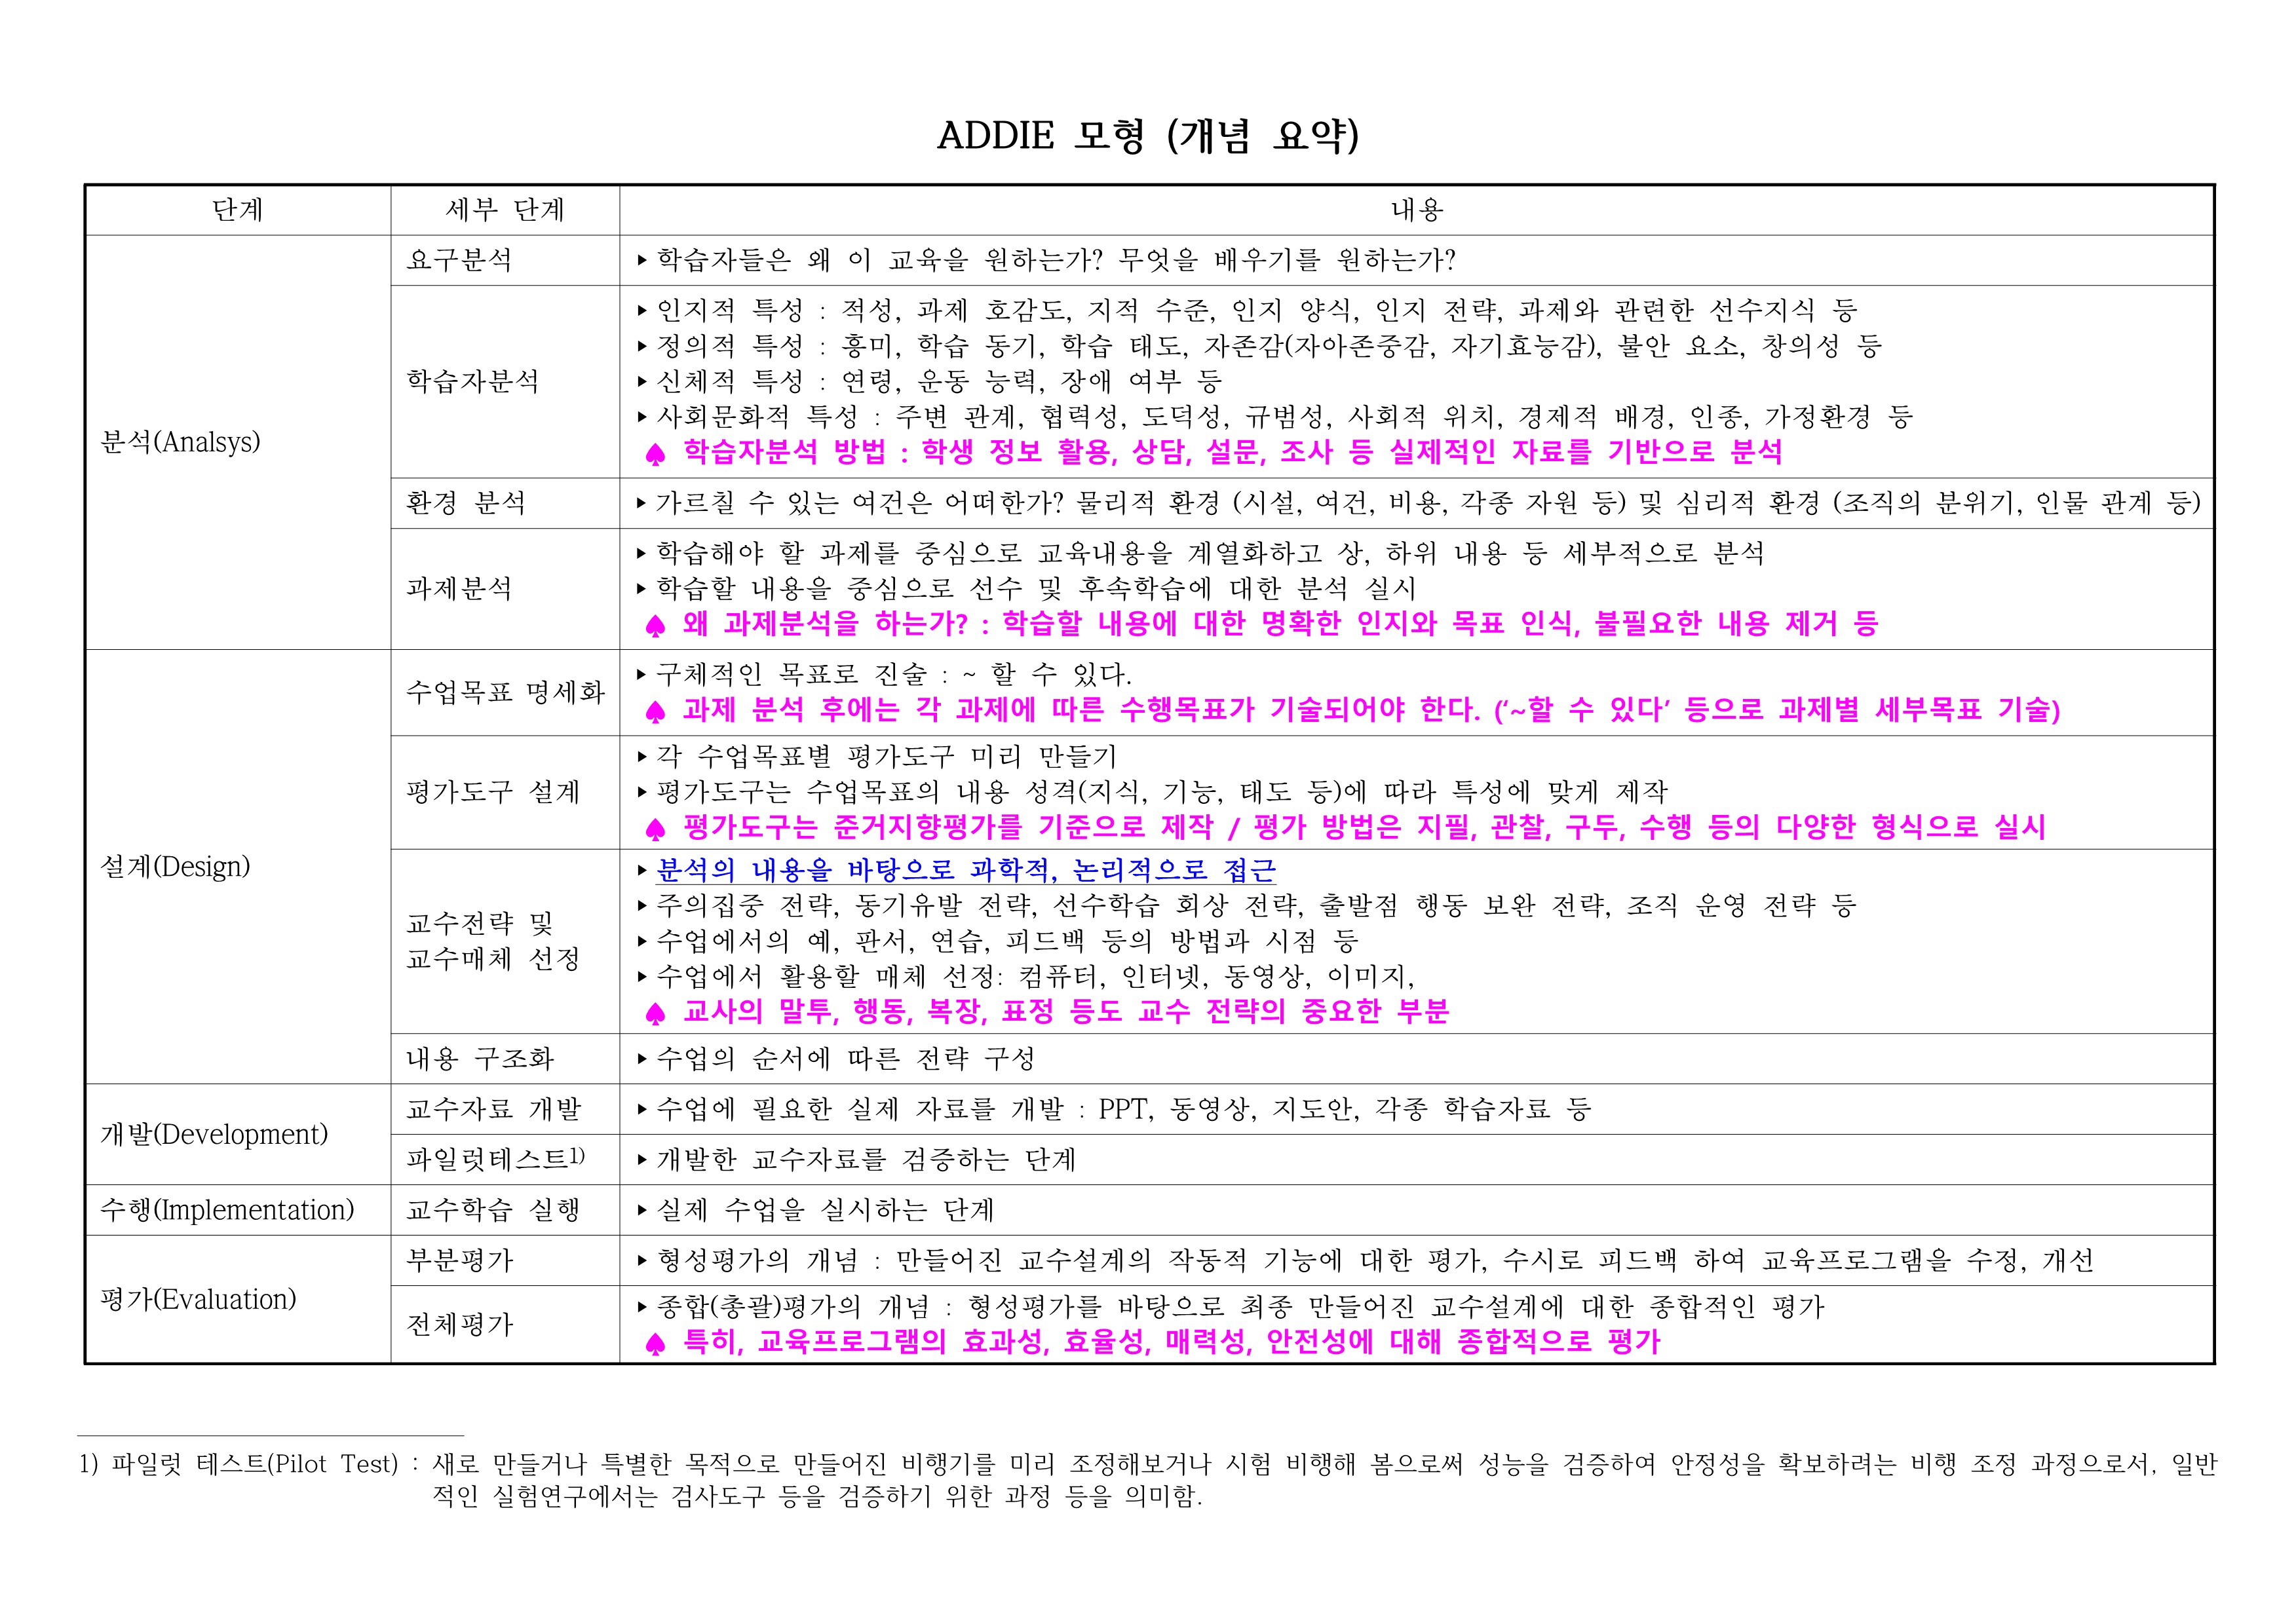 ADDIE 모형 (개념 요약)
단계 세부 단계 내용
분석(Analsys)
요구분석
▸학습자들은 왜 이 교육을 원하는가? 무엇을 배우기를 원하는가?
학습자분석
▸인지적 특성 : 적성, 과제 호감도, 지적 수준, 인지 양식, 인지 전략, 과제와 관련한 선수지식 등
▸정의적 특성 : 흥미, 학습 동기, 학습 태도, 자존감(자아존중감, 자기효능감), 불안 요소, 창의성 등
▸신체적 특성 : 연령, 운동 능력, 장애 여부 등
▸사회문화적 특성 : 주변 관계, 협력성, 도덕성, 규범성, 사회적 위치, 경제적 배경, 인종, 가정환경 등
♠ 학습자분석 방법 : 학생 정보 활용, 상담, 설문, 조사 등 실제적인 자료를 기반으로 분석
환경 분석
▸가르칠 수 있는 여건은 어떠한가? 물리적 환경 (시설, 여건, 비용, 각종 자원 등) 및 심리적 환경 (조직의 분위기, 인물 관계 등)
과제분석
▸학습해야 할 과제를 중심으로 교육내용을 계열화하고 상, 하위 내용 등 세부적으로 분석
▸학습할 내용을 중심으로 선수 및 후속학습에 대한 분석 실시
♠ 왜 과제분석을 하는가? : 학습할 내용에 대한 명확한 인지와 목표 인식, 불필요한 내용 제거 등
설계(Design)
수업목표 명세화
▸구체적인 목표로 진술 : ~ 할 수 있다.
♠ 과제 분석 후에는 각 과제에 따른 수행목표가 기술되어야 한다. (‘~할 수 있다’ 등으로 과제별 세부목표 기술)
평가도구 설계
▸각 수업목표별 평가도구 미리 만들기
▸평가도구는 수업목표의 내용 성격(지식, 기능, 태도 등)에 따라 특성에 맞게 제작
♠ 평가도구는 준거지향평가를 기준으로 제작 / 평가 방법은 지필, 관찰, 구두, 수행 등의 다양한 형식으로 실시
교수전략 및
교수매체 선정
▸분석의 내용을 바탕으로 과학적, 논리적으로 접근
▸주의집중 전략, 동기유발 전략, 선수학습 회상 전략, 출발점 행동 보완 전략, 조직 운영 전략 등
▸수업에서의 예, 판서, 연습, 피드백 등의 방법과 시점 등
▸수업에서 활용할 매체 선정: 컴퓨터, 인터넷, 동영상, 이미지,
♠ 교사의 말투, 행동, 복장, 표정 등도 교수 전략의 중요한 부분
내용 구조화
▸수업의 순서에 따른 전략 구성
개발(Development)
교수자료 개발
▸수업에 필요한 실제 자료를 개발 : PPT, 동영상, 지도안, 각종 학습자료 등
파일럿테스트1)
▸개발한 교수자료를 검증하는 단계
수행(Implementation)
교수학습 실행
▸실제 수업을 실시하는 단계
평가(Evaluation)
부분평가
▸형성평가의 개념 : 만들어진 교수설계의 작동적 기능에 대한 평가, 수시로 피드백 하여 교육프로그램을 수정, 개선
전체평가
▸종합(총괄)평가의 개념 : 형성평가를 바탕으로 최종 만들어진 교수설계에 대한 종합적인 평가
♠ 특히, 교육프로그램의 효과성, 효율성, 매력성, 안전성에 대해 종합적으로 평가
1) 파일럿 테스트(Pilot Test) : 새로 만들거나 특별한 목적으로 만들어진 비행기를 미리 조정해보거나 시험 비행해 봄으로써 성능을 검증하여 안정성을 확보하려는 비행 조정 과정으로서, 일반
적인 실험연구에서는 검사도구 등을 검증하기 위한 과정 등을 의미함.